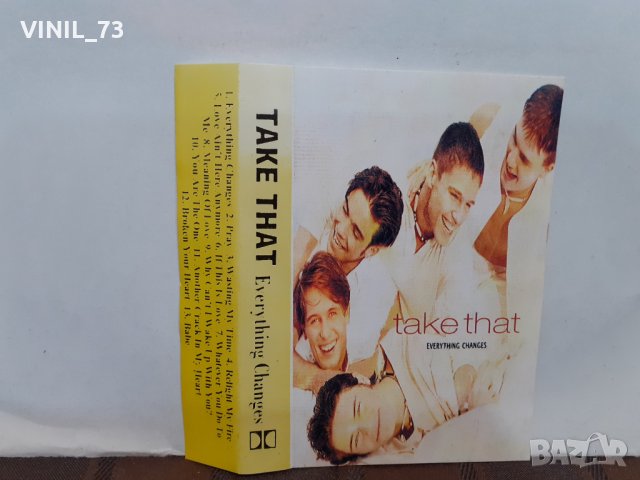 VINIL_73
1. Everything Changes 2. Pray 3. Wasting My Time 4. Relight My Fire
5. Love Ain't Here Anymore 6. If This Is Love 7. Whatever You Do To
Me 8. Meaning Of Love 9. Why Can't I Wake Up With You?
10. You Are The One 11. Another Crack In My Heart
12. Broken Your Heart 13. Babe
TAKE THAT Everything Changes
take that
EVERYTHING CHANGES
BAZAR